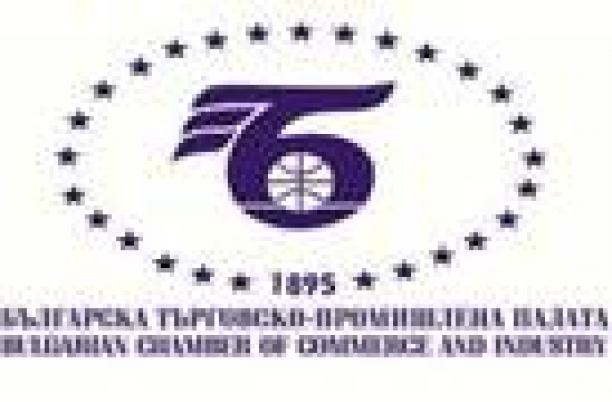 1895
БЪЛГАРСКА ТЪРГОВСКО-ПРОМИШЛЕНА ПАЛАТА
BULGARIAN CHAMBER OF COMMERCE AND INDUSTRY